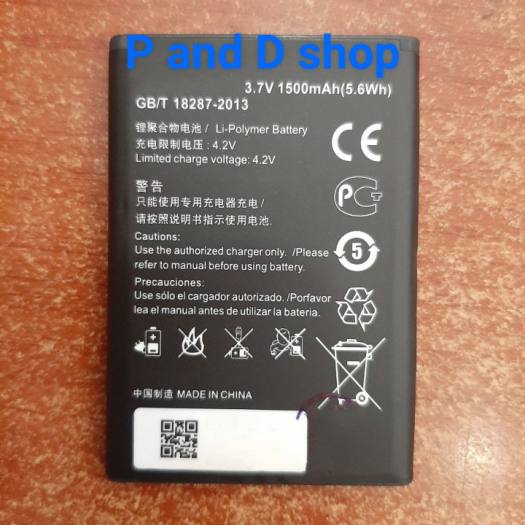 P and D shop
3.7V 1500mAh(5.6Wh)
GB/T 18287-2013
锂聚合物电池 / Li-Polymer Battery
充电限制电压 : 4.2V
Limited charge voltage: 4.2V
警告
只能使用专用充电器充电 /
请按照说明书指示使用电池.
Cautions:
Use the authorized charger only. /Please
refer to manual before using battery.
Precauciones:
Use sólo el cargador autorizado. /Porfavor
lea el manual antes de utilizar la bateria.
CE
PC
5
中国制造 MADE IN CHINA